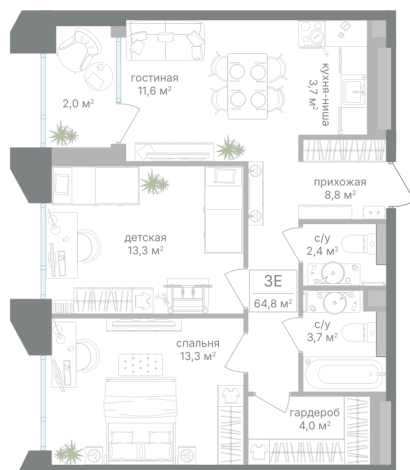 гостиная
11,6 м²
кухня-ниша
3,7 м²
2,0 м²
прихожая
8,8 м²
детская
13,3 м²
с/у
2,4 м²
3Е
64,8 м²
с/у
3,7 м²
спальня
13,3 м²
гардероб
4,0 м²